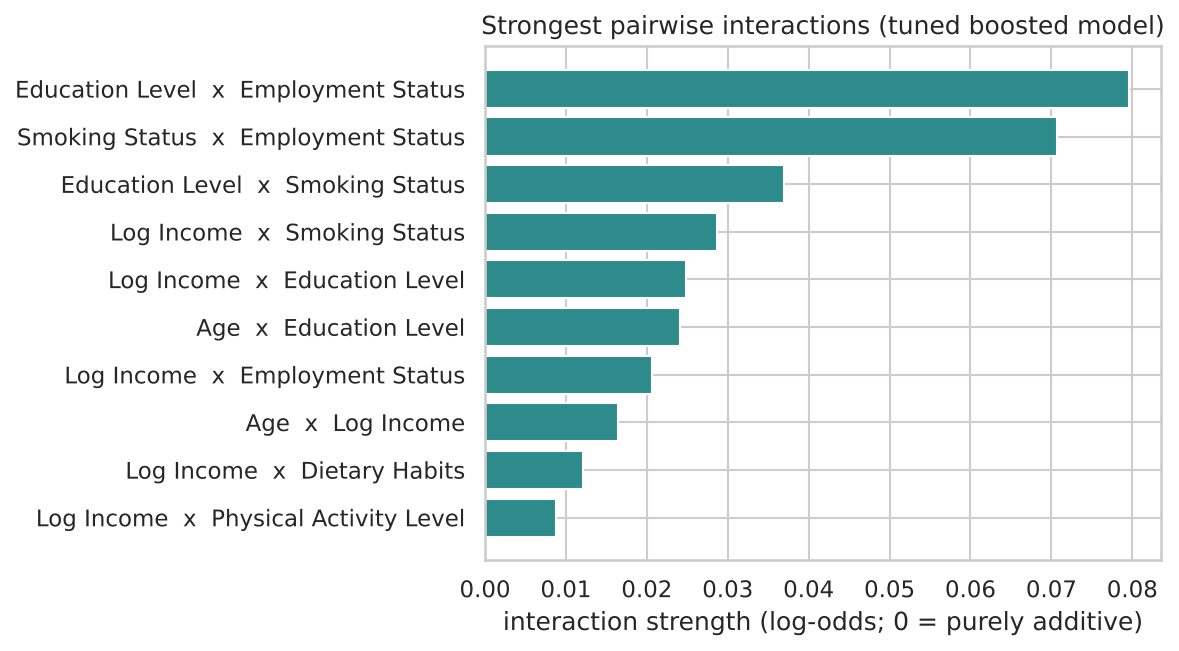 Strongest pairwise interactions (tuned boosted model)
Education Level x Employment Status
Smoking Status x Employment Status
Education Level x Smoking Status
Log Income x Smoking Status
Log Income x Education Level
Age x Education Level
Log Income x Employment Status
Age x Log Income
Log Income x Dietary Habits
Log Income x Physical Activity Level
0.00 0.01 0.02 0.03 0.04 0.05 0.06 0.07 0.08
interaction strength (log-odds; 0 = purely additive)